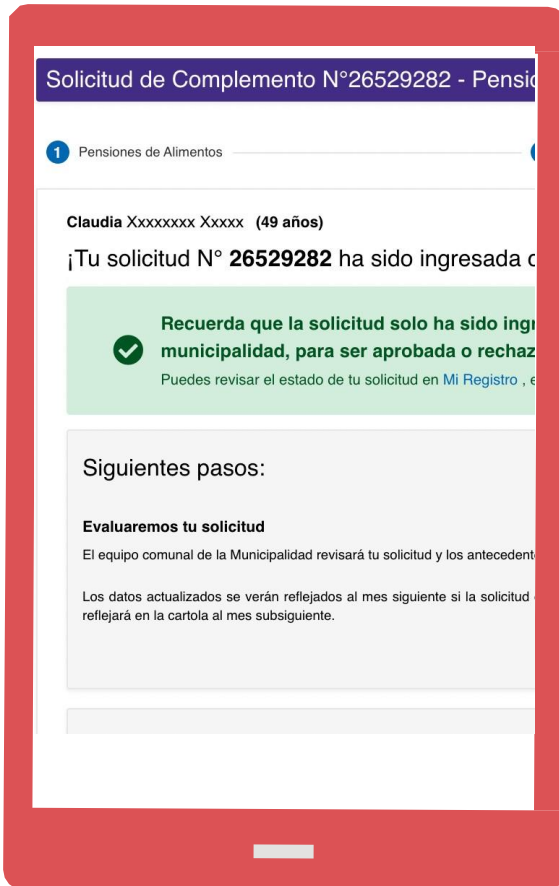 Solicitud de Complemento N°26529282 - Pensio
1 Pensiones de Alimentos
Claudia Xxxxxxxx Xxxxx (49 años)
¡Tu solicitud N° 26529282 ha sido ingresada
Recuerda que la solicitud solo ha sido ingr
municipalidad, para ser aprobada o rechaz
Puedes revisar el estado de tu solicitud en Mi Registro , e
Siguientes pasos:
Evaluaremos tu solicitud
El equipo comunal de la Municipalidad revisará tu solicitud y los antecedent
Los datos actualizados se verán reflejados al mes siguiente si la solicitud
reflejará en la cartola al mes subsiguiente.